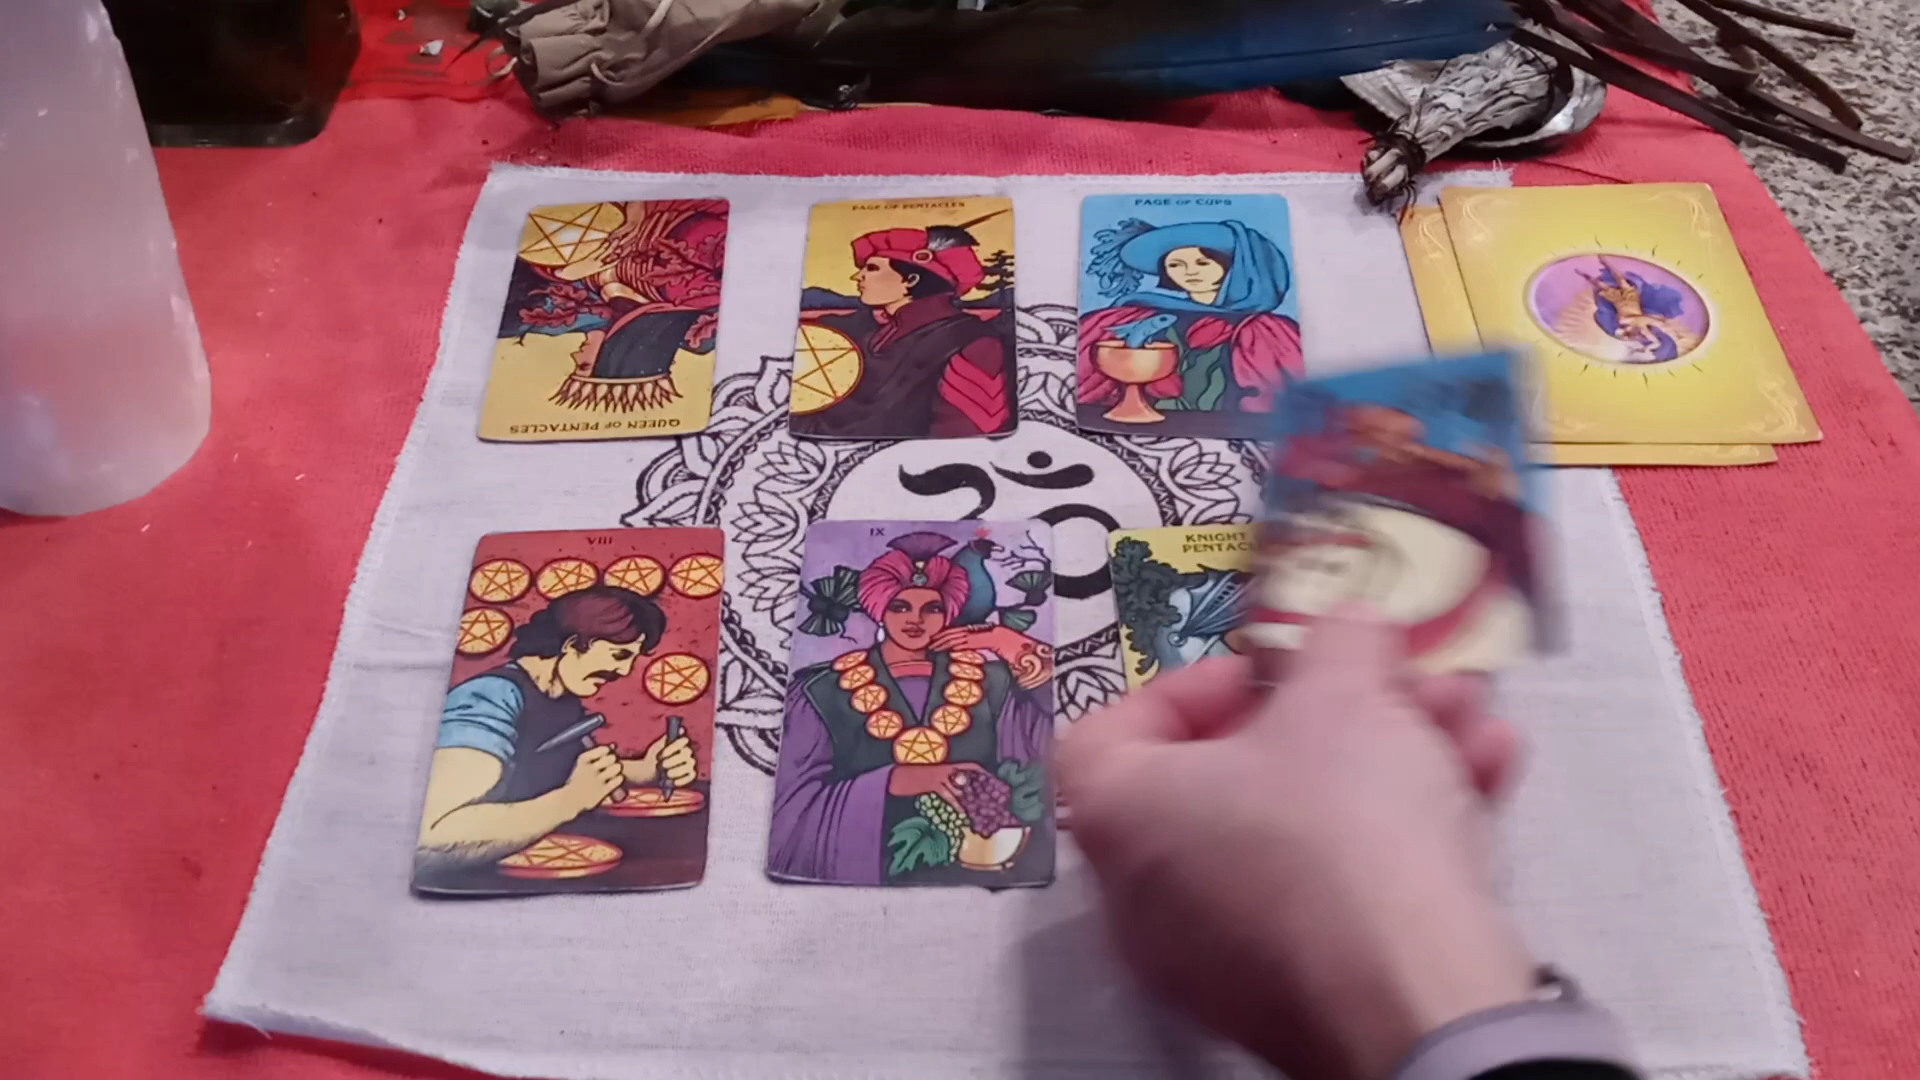 QUEEN OF PENTACLES
PAGE OF PENTACLES
PAGE OF CUPS
VIII
IX
KNIGHT
ॐ